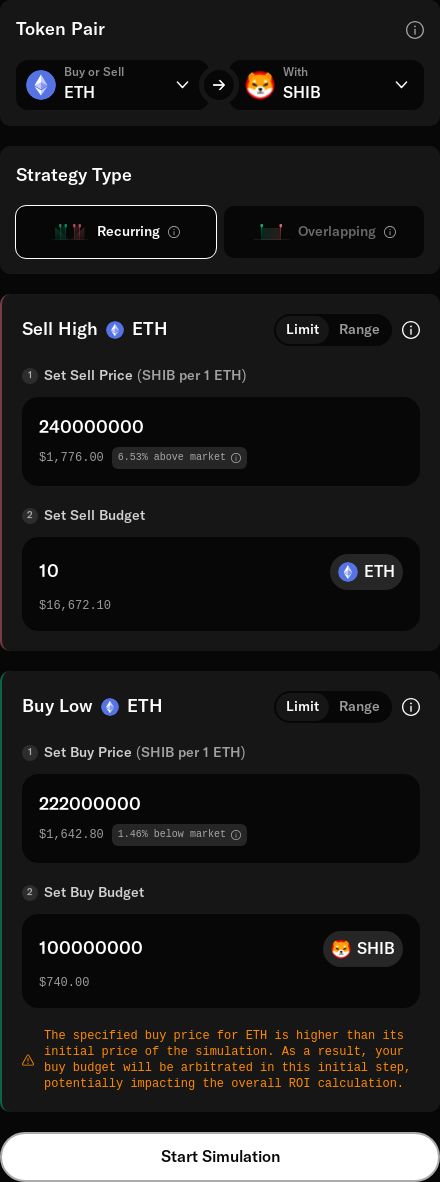 Token Pair
Buy or Sell
ETH
With
SHIB
Strategy Type
Recurring
Overlapping
Sell High ETH
Limit Range
1 Set Sell Price (SHIB per 1 ETH)
240000000
$1,776.00 6.53% above market
2 Set Sell Budget
10
ETH
$16,672.10
Buy Low ETH
Limit Range
1 Set Buy Price (SHIB per 1 ETH)
222000000
$1,642.80 1.46% below market
2 Set Buy Budget
100000000
SHIB
$740.00
The specified buy price for ETH is higher than its
initial price of the simulation. As a result, your
buy budget will be arbitrated in this initial step,
potentially impacting the overall ROI calculation.
Start Simulation